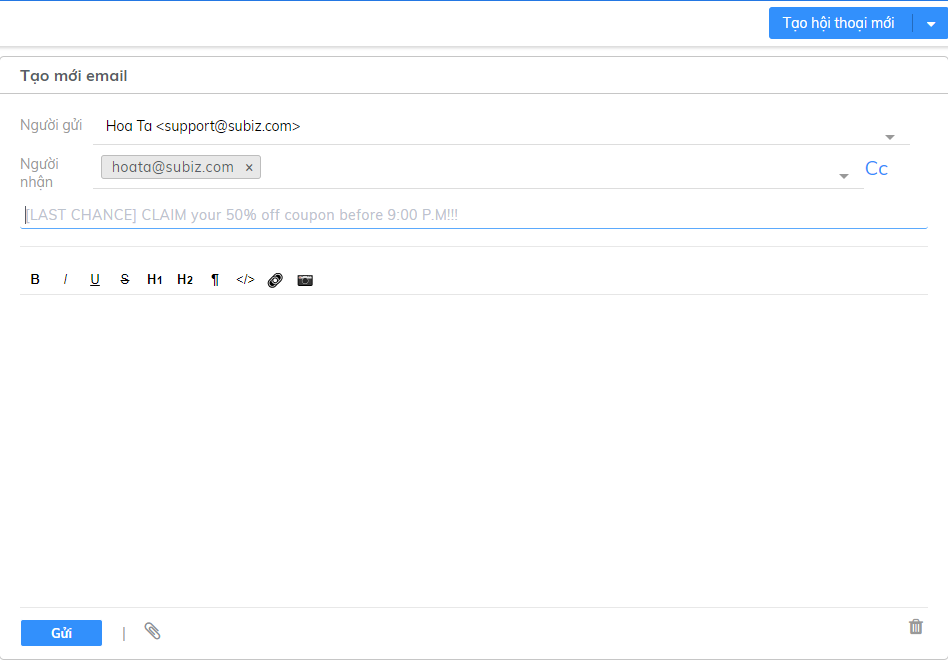 Tạo hội thoại mới
Tạo mới email
Người gửi Hoa Ta <support@subiz.com>
Người nhận hoata@subiz.com × Cc
[LAST CHANCE] CLAIM your 50% off coupon before 9:00 P.M!!!
B I U S H1 H2 ¶ </>
Gửi |